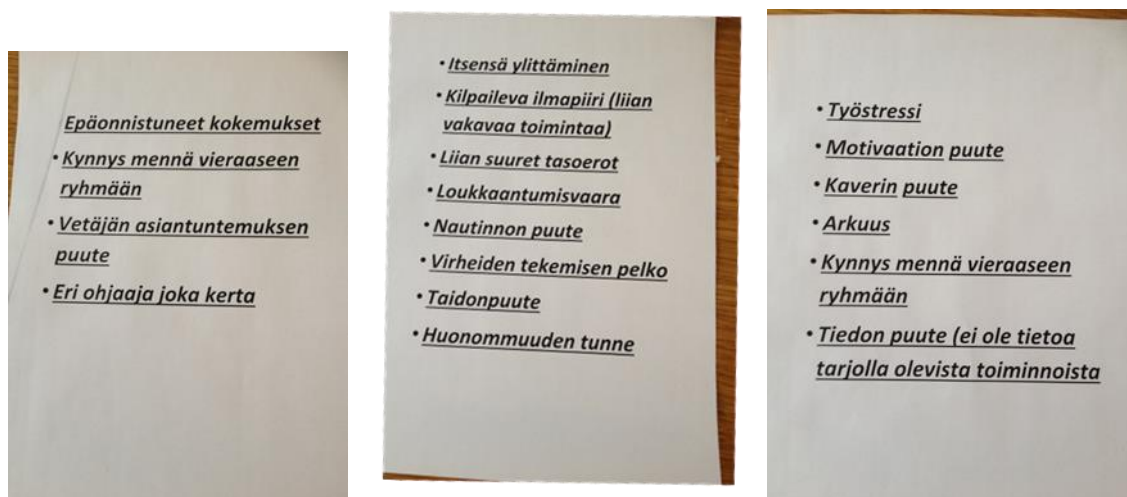 Epäonnistuneet kokemukset
• Kynnys mennä vieraaseen
ryhmään
• Vetäjän asiantuntemuksen
puute
• Eri ohjaaja joka kerta
• Itsensä ylittäminen
• Kilpaileva ilmapiiri (liian
vakavaa toimintaa)
• Liian suuret tasoerot
• Loukkaantumisvaara
• Nautinnon puute
• Virheiden tekemisen pelko
• Taidonpuute
• Huonommuuden tunne
• Työstressi
• Motivaation puute
• Kaverin puute
• Arkuus
• Kynnys mennä vieraaseen
ryhmään
• Tiedon puute (ei ole tietoa
tarjolla olevista toiminnoista